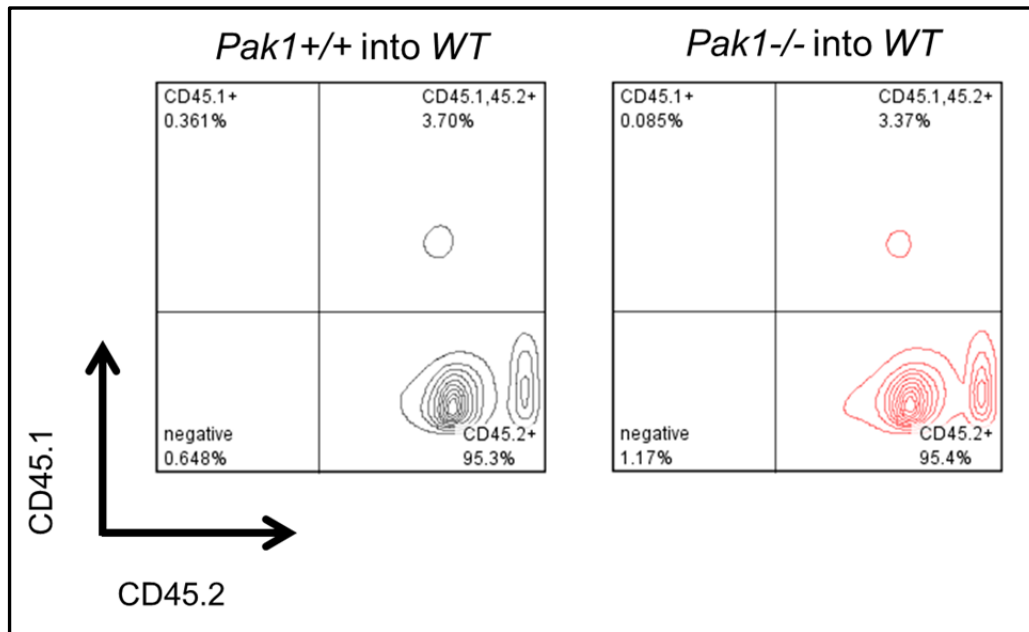 Pak1+/+ into WT
Pak1-/- into WT
CD45.1+
0.361%
CD45.1,45.2+
3.70%
negative
0.648%
CD45.2+
95.3%
CD45.1+
0.085%
CD45.1,45.2+
3.37%
negative
1.17%
CD45.2+
95.4%
CD45.1
CD45.2